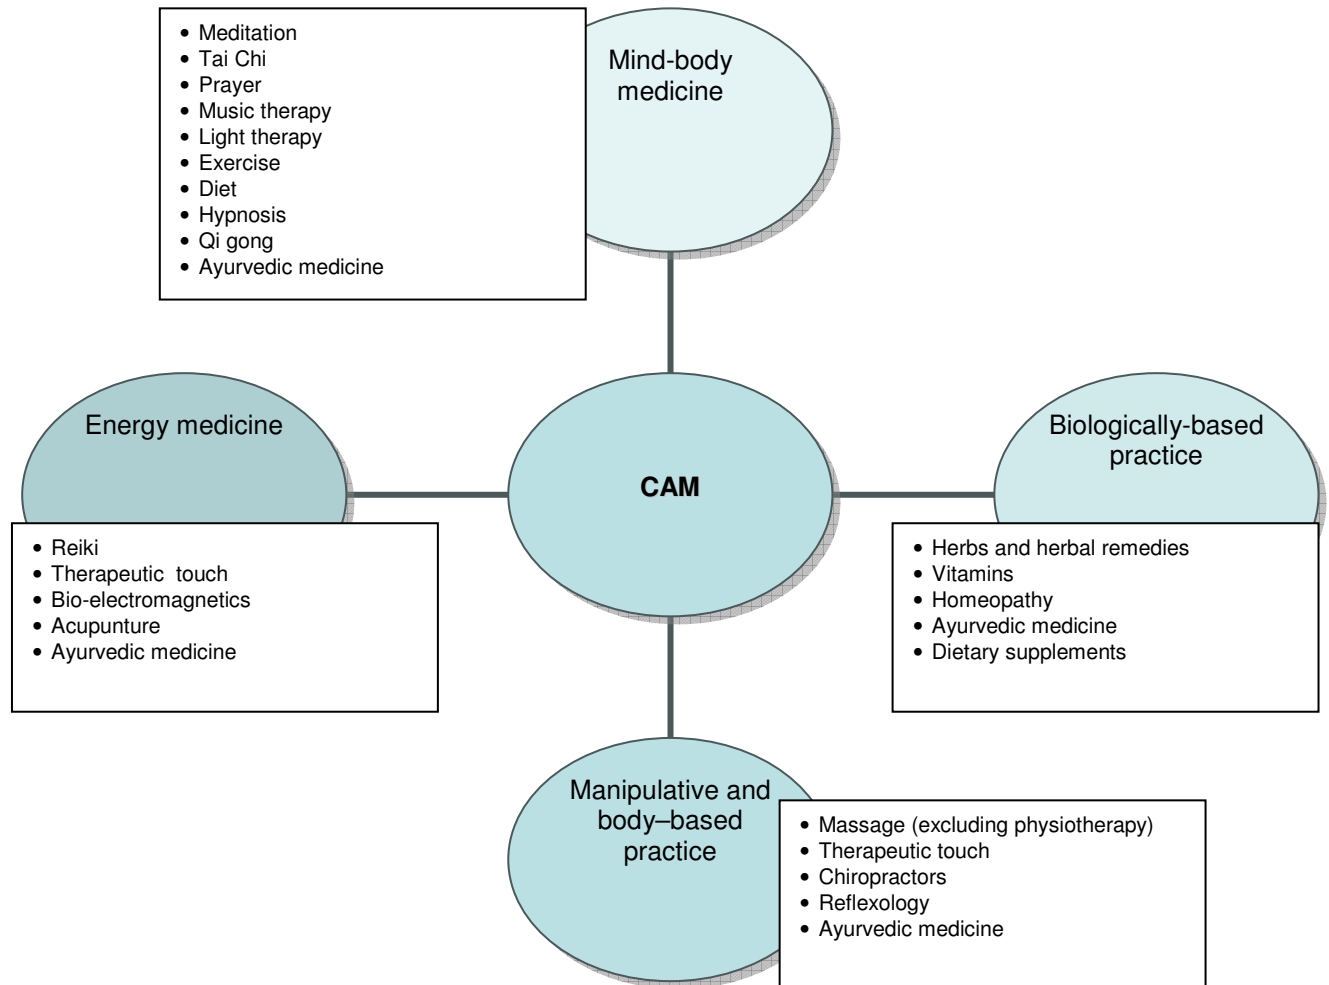 • Meditation
• Tai Chi
• Prayer
• Music therapy
• Light therapy
• Exercise
• Diet
• Hypnosis
• Qi gong
• Ayurvedic medicine
Mind-body
medicine
Energy medicine
• Reiki
• Therapeutic  touch
• Bio-electromagnetics
• Acupunture
• Ayurvedic medicine
CAM
Biologically-based
practice
• Herbs and herbal remedies
• Vitamins
• Homeopathy
• Ayurvedic medicine
• Dietary supplements
Manipulative and
body–based
practice
• Massage (excluding physiotherapy)
• Therapeutic touch
• Chiropractors
• Reflexology
• Ayurvedic medicine